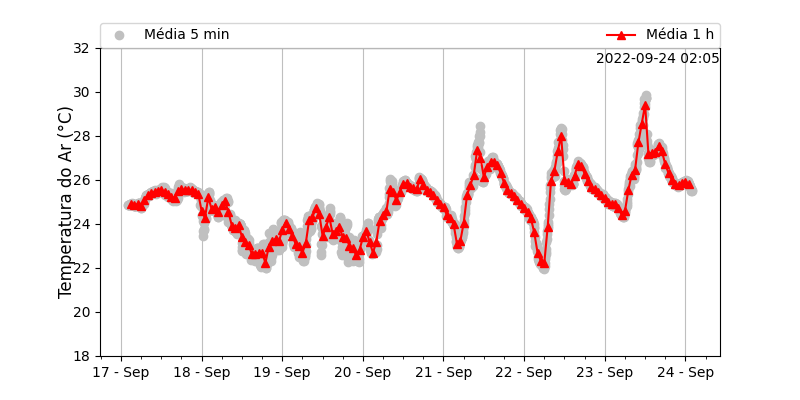 Média 5 min
Média 1 h
2022-09-24 02:05
Temperatura do Ar (°C)
32
30
28
26
24
22
20
18
17 - Sep
18 - Sep
19 - Sep
20 - Sep
21 - Sep
22 - Sep
23 - Sep
24 - Sep